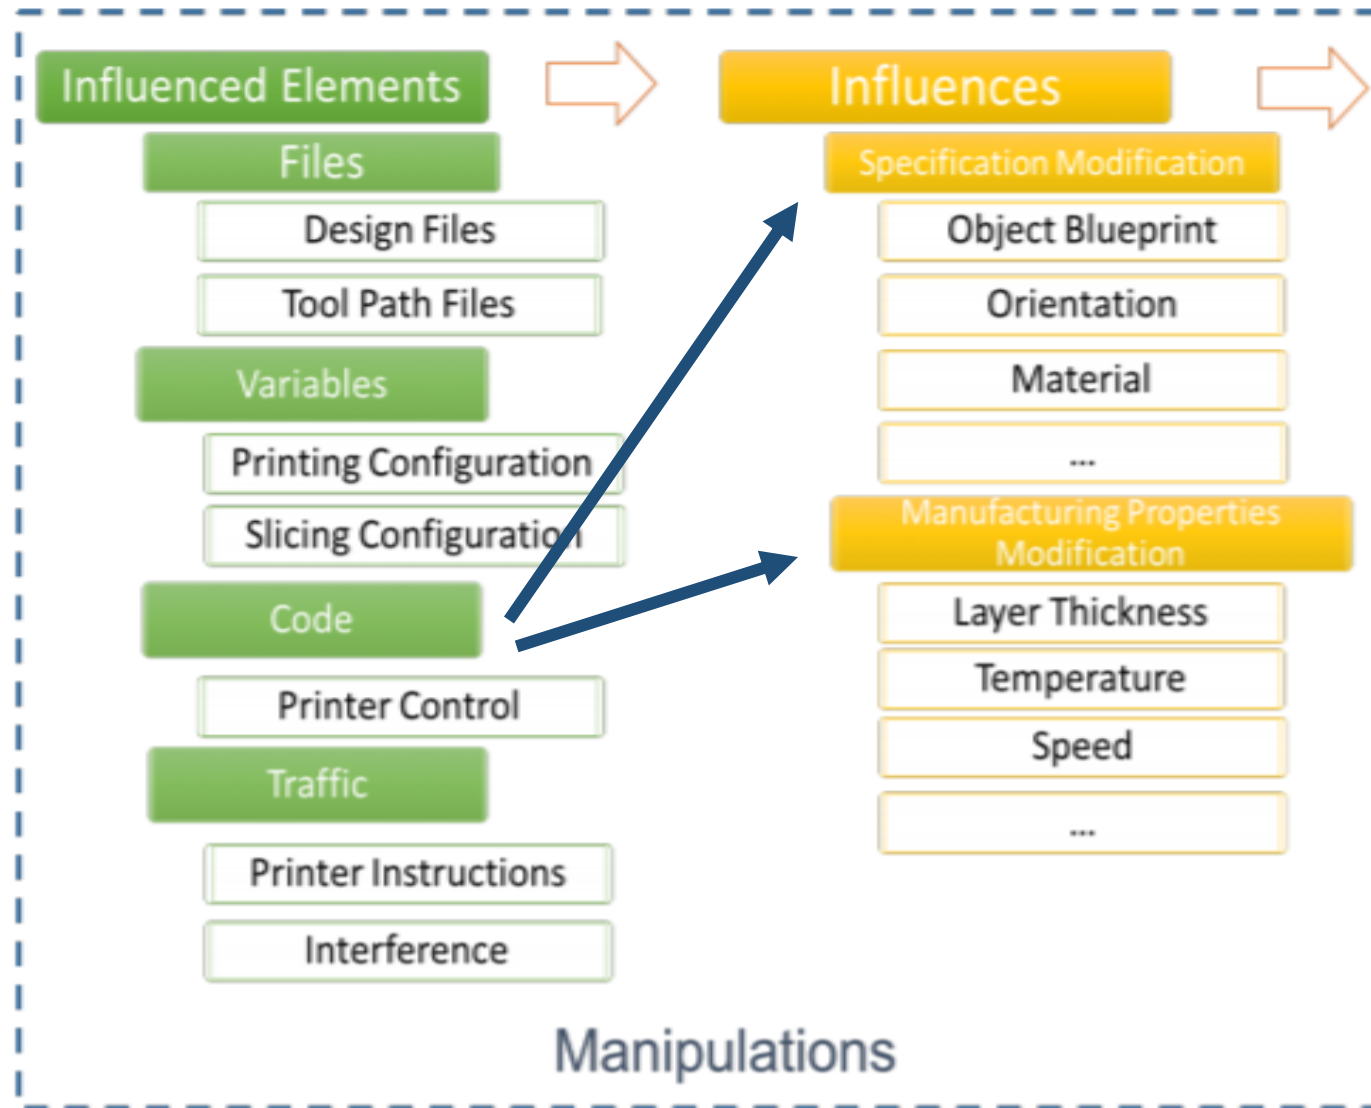 Influenced Elements
Files
Design Files
Tool Path Files
Variables
Printing Configuration
Slicing Configuration
Code
Printer Control
Traffic
Printer Instructions
Interference
Influences
Specification Modification
Object Blueprint
Orientation
Material
...
Manufacturing Properties
Modification
Layer Thickness
Temperature
Speed
...
Manipulations